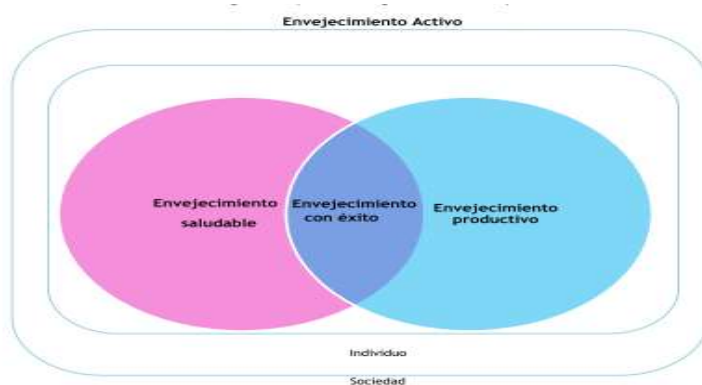 Envejecimiento Activo
Envejecimiento
saludable
Envejecimiento
con éxito
Envejecimiento
productivo
Individuo
Sociedad